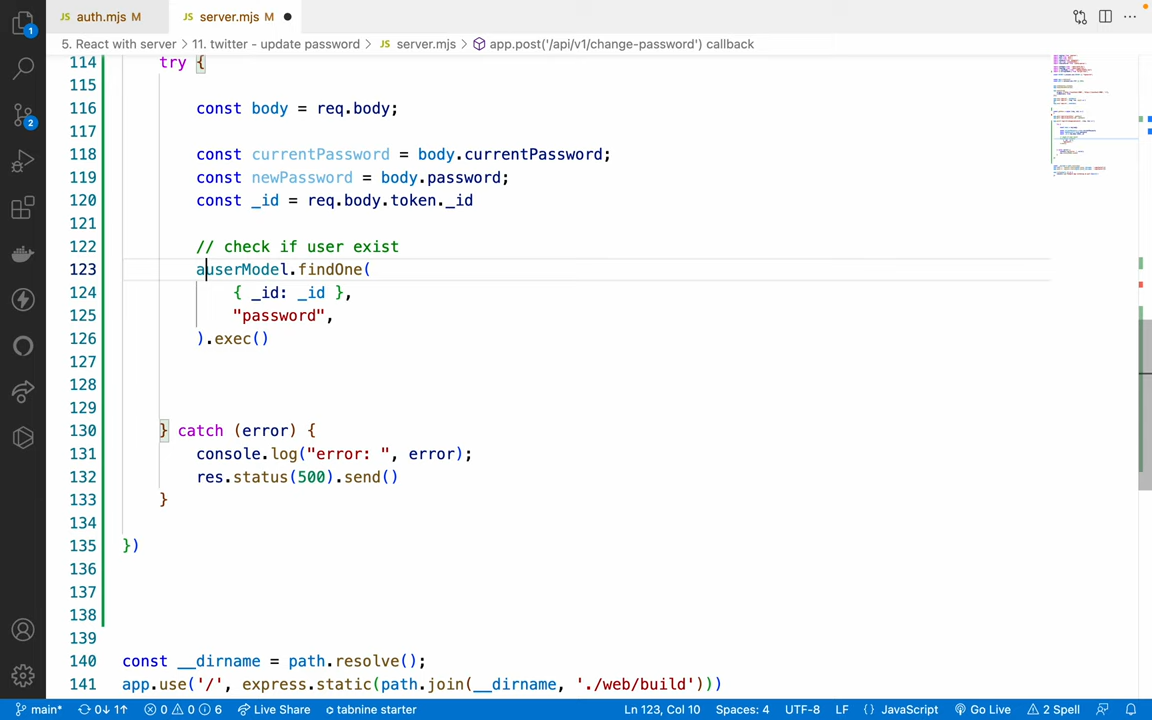 JS auth.mjs M
JS server.mjs M
5. React with server > 11. twitter - update password > JS server.mjs > app.post('/api/v1/change-password') callback
114 try {
115
116 const body = req.body;
117
118 const currentPassword = body.currentPassword;
119 const newPassword = body.password;
120 const _id = req.body.token._id
121
122 // check if user exist
123 auserModel.findOne(
124 { _id: _id },
125 "password",
126 ).exec()
127
128
129
130 } catch (error) {
131 console.log("error: ", error);
132 res.status(500).send()
133 }
134
135 })
136
137
138
139
140 const __dirname = path.resolve();
141 app.use('/', express.static(path.join(__dirname, './web/build')))
1
2
main* 0↓ 1↑ 0 0 6 Live Share tabnine starter Ln 123, Col 10 Spaces: 4 UTF-8 LF {} JavaScript Go Live 2 Spell